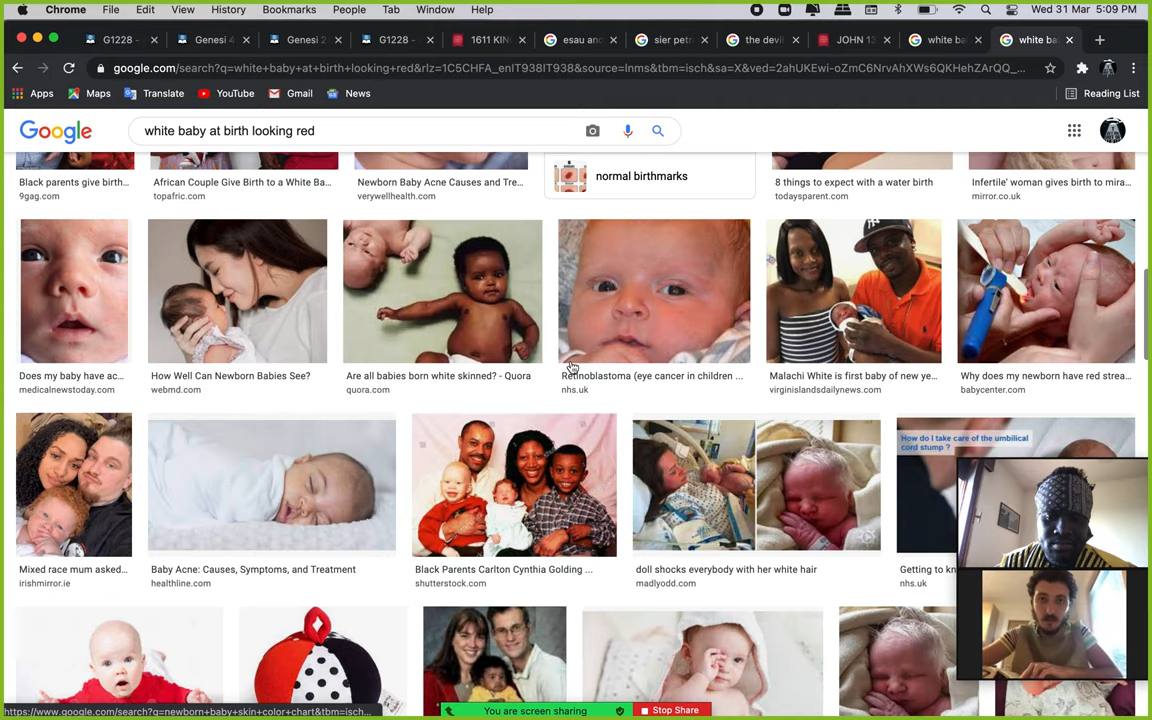 Chrome File Edit View History Bookmarks People Tab Window Help Wed 31 Mar 5:09 PM
G1228 - Genesi 4 Genesi 2 G1228 - 1611 KIN esau an sier petr the devi JOHN 13 white ba white ba
google.com/search?q=white+baby+at+birth+looking+red&rlz=1C5CHFA_enIT938IT938&source=lnms&tbm=isch&sa=X&ved=2ahUKEwi-oZmC6NrvAhXWs6QKHehZArQQ_...
Apps Maps Translate YouTube Gmail News Reading List
Google white baby at birth looking red
normal birthmarks
Black parents give birth... African Couple Give Birth to a White Ba... Newborn Baby Acne Causes and Tre... 8 things to expect with a water birth Infertile' woman gives birth to mira...
9gag.com topafric.com verywellhealth.com todaysparent.com mirror.co.uk
Does my baby have ac... How Well Can Newborn Babies See? Are all babies born white skinned? - Quora noblastoma (eye cancer in children ... Malachi White is first baby of new ye... Why does my newborn have red strea...
medicalnewstoday.com webmd.com quora.com nhs.uk virginislandsdailynews.com babycenter.com
How do I take care of the umbilical
cord stump ?
Mixed race mum asked... Baby Acne: Causes, Symptoms, and Treatment Black Parents Carlton Cynthia Golding ... doll shocks everybody with her white hair Getting to kn
irishmirror.ie healthline.com shutterstock.com madlyodd.com nhs.uk
https://www.google.com/search?q=newborn+baby+skin+color+chart&tbm=isch...
You are screen sharing Stop Share